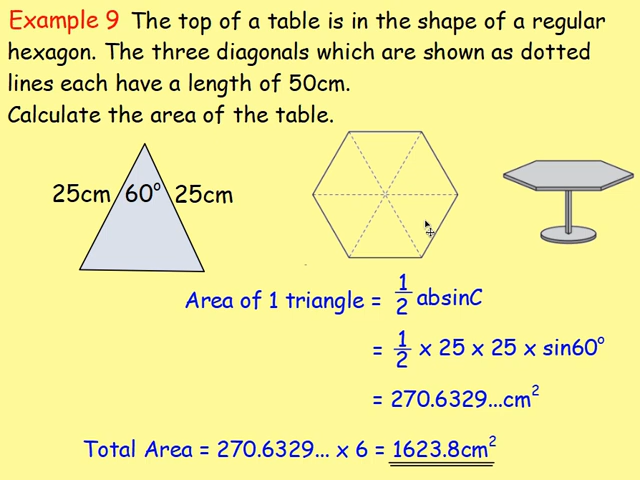 Example 9 The top of a table is in the shape of a regular
hexagon. The three diagonals which are shown as dotted
lines each have a length of 50cm.
Calculate the area of the table.
25cm 60° 25cm
Area of 1 triangle = 1/2 absinC
= 1/2 x 25 x 25 x sin60°
= 270.6329...cm²
Total Area = 270.6329... x 6 = 1623.8cm²